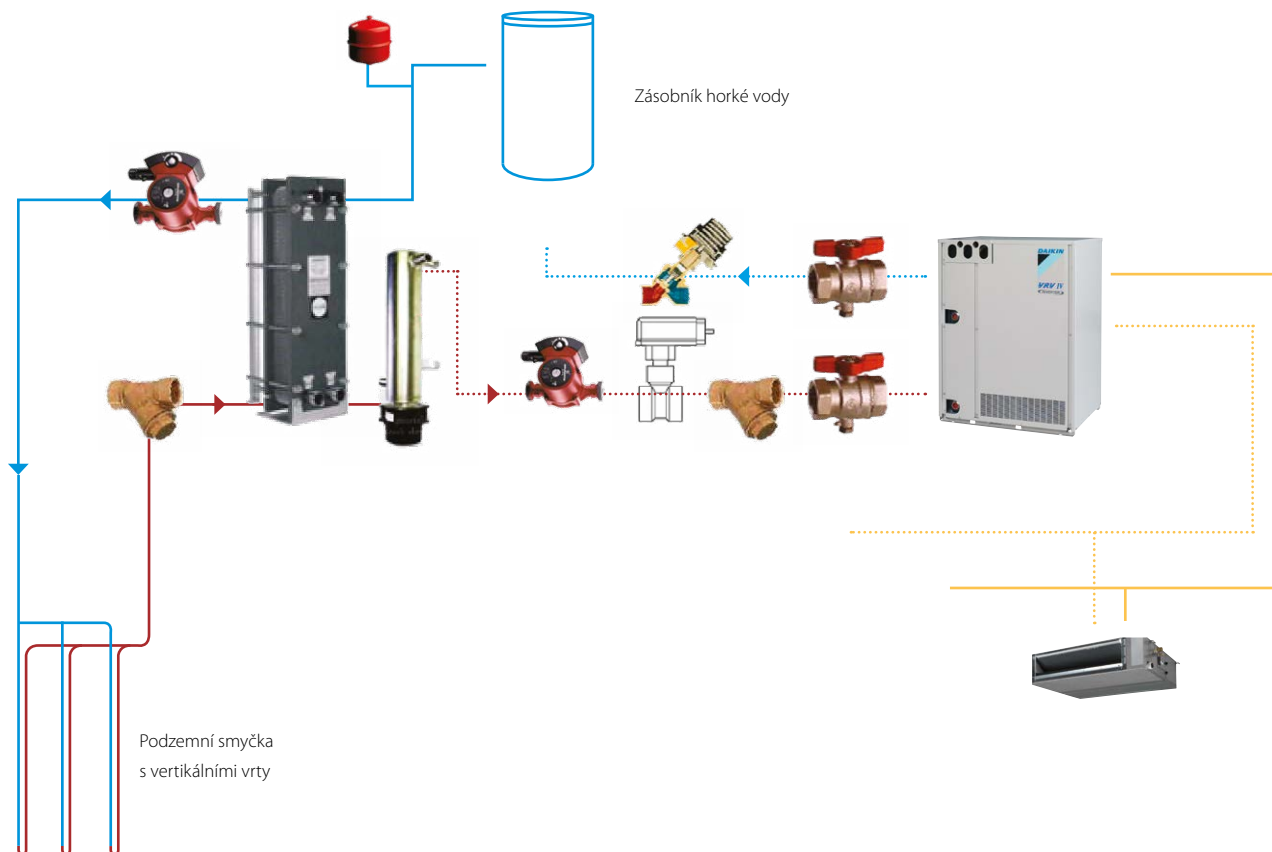 Zásobník horké vody
DAIKIN
VRV IV
Podzemní smyčka
s vertikálními vrty